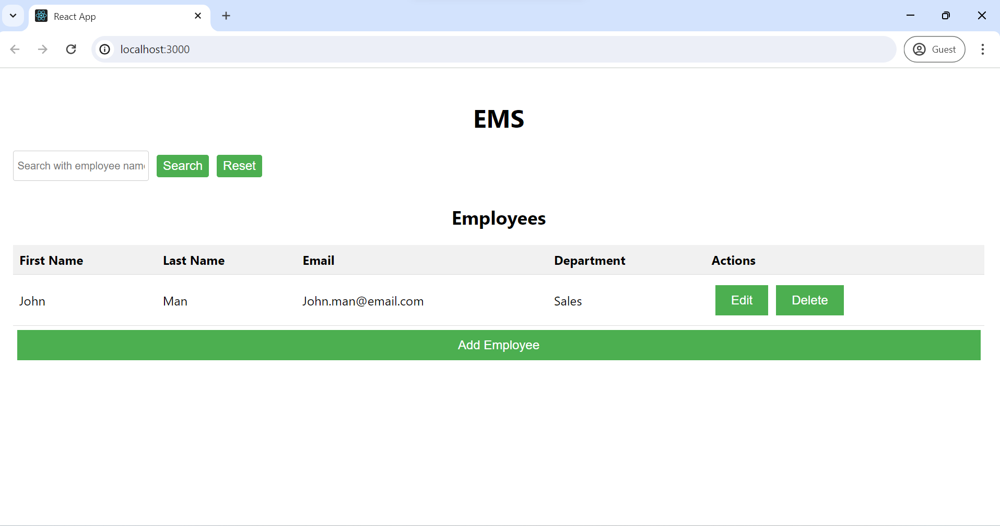 React App
localhost:3000
Guest
EMS
Search with employee nam
Search
Reset
Employees
First Name Last Name Email Department Actions
John Man John.man@email.com Sales Edit Delete
Add Employee